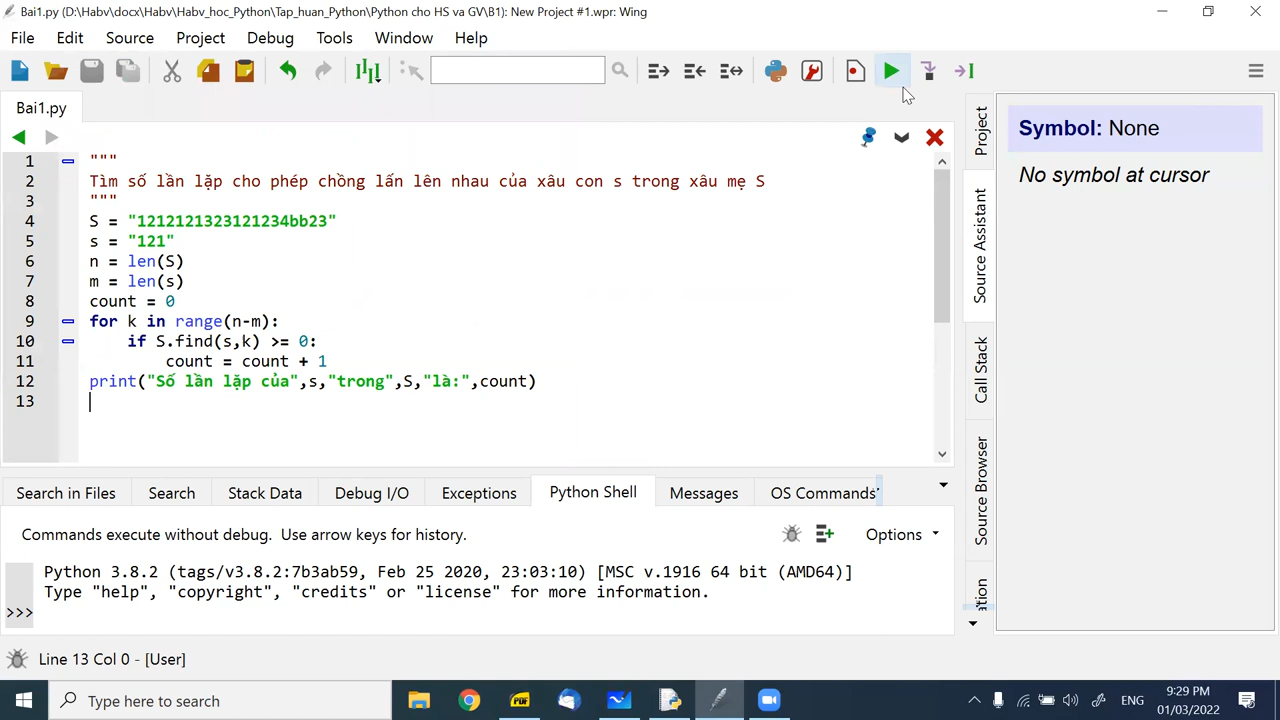 Bai1.py (D:\Habv\docx\Habv\Habv_hoc_Python\Tap_huan_Python\Python cho HS va GV\B1): New Project #1.wpr: Wing
File Edit Source Project Debug Tools Window Help
Bai1.py
1 """
2 Tìm số lần lặp cho phép chồng lấn lên nhau của xâu con s trong xâu mẹ S
3 """
4 S = "1212121323121234bb23"
5 s = "121"
6 n = len(S)
7 m = len(s)
8 count = 0
9 for k in range(n-m):
10 if S.find(s,k) >= 0:
11 count = count + 1
12 print("Số lần lặp của",s,"trong",S,"là:",count)
13
Project
Source Assistant
Call Stack
Source Browser
Symbol: None
No symbol at cursor
Search in Files Search Stack Data Debug I/O Exceptions Python Shell Messages OS Commands
Commands execute without debug. Use arrow keys for history.
Options
Python 3.8.2 (tags/v3.8.2:7b3ab59, Feb 25 2020, 23:03:10) [MSC v.1916 64 bit (AMD64)]
Type "help", "copyright", "credits" or "license" for more information.
>>>
Line 13 Col 0 - [User]
Type here to search
PDF
ENG
9:29 PM
01/03/2022